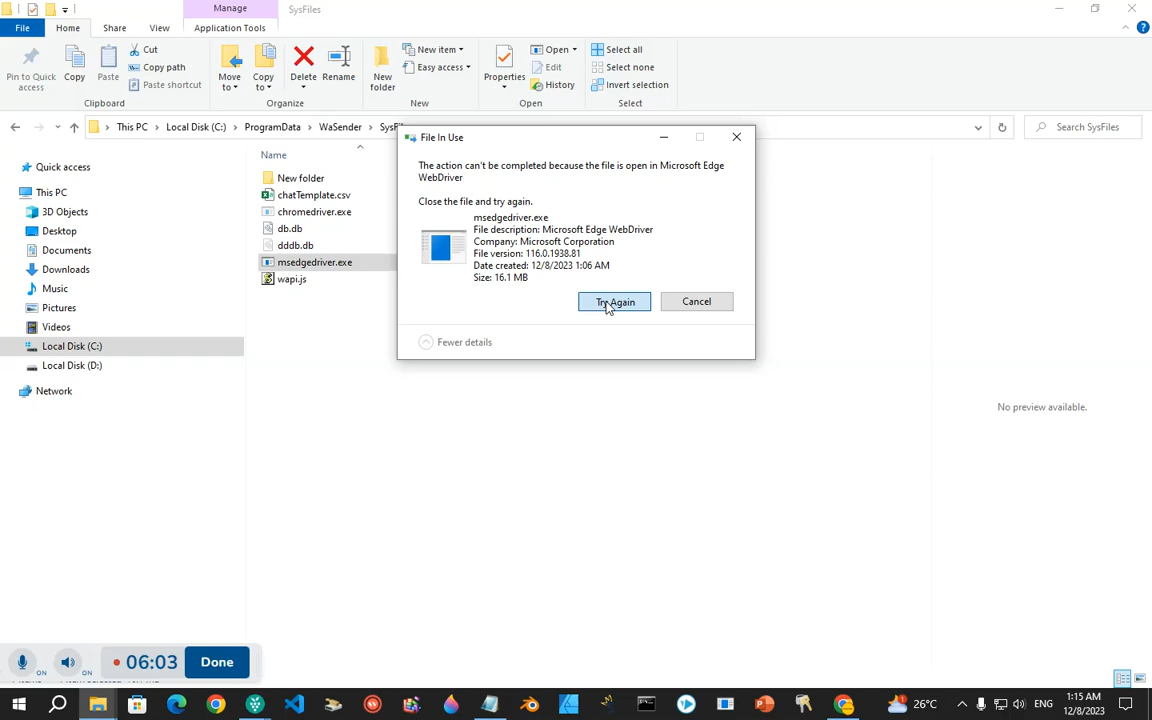 Manage
SysFiles
File
Home
Share
View
Application Tools
Pin to Quick access
Copy
Paste
Cut
Copy path
Paste shortcut
Clipboard
Move to
Copy to
Delete
Rename
Organize
New folder
New item
Easy access
New
Properties
Open
Edit
History
Open
Select all
Select none
Invert selection
Select
This PC
Local Disk (C:)
ProgramData
WaSender
Search SysFiles
Quick access
This PC
3D Objects
Desktop
Documents
Downloads
Music
Pictures
Videos
Local Disk (C:)
Local Disk (D:)
Network
Name
New folder
chatTemplate.csv
chromedriver.exe
db.db
dddb.db
msedgedriver.exe
wapi.js
File In Use
The action can't be completed because the file is open in Microsoft Edge
WebDriver
Close the file and try again.
msedgedriver.exe
File description: Microsoft Edge WebDriver
Company: Microsoft Corporation
File version: 116.0.1938.81
Date created: 12/8/2023 1:06 AM
Size: 16.1 MB
Try Again
Cancel
Fewer details
No preview available.
ON
ON
06:03
Done
26°C
ENG
1:15 AM
12/8/2023